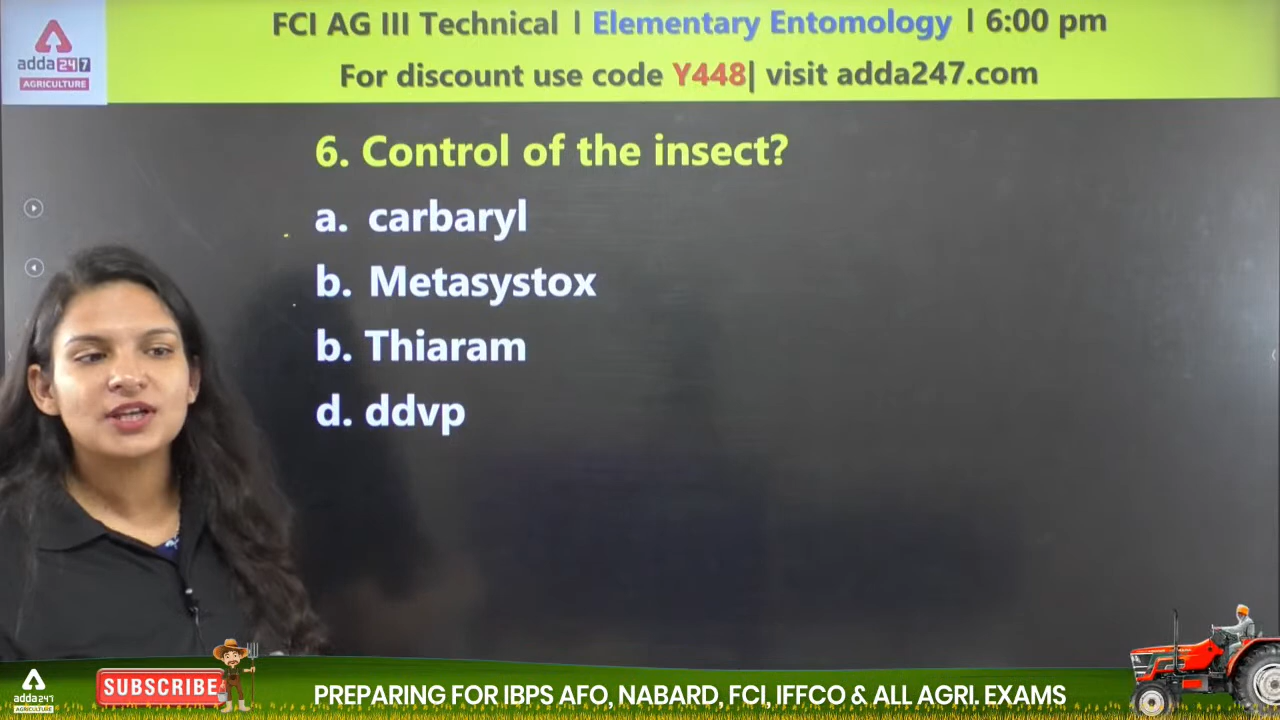 FCI AG III Technical I Elementary Entomology I 6:00 pm
For discount use code Y448| visit adda247.com
adda247
AGRICULTURE
6. Control of the insect?
a. carbaryl
b. Metasystox
b. Thiaram
d. ddvp
adda247
AGRICULTURE
SUBSCRIBE
PREPARING FOR IBPS AFO, NABARD, FCI, IFFCO & ALL AGRI. EXAMS